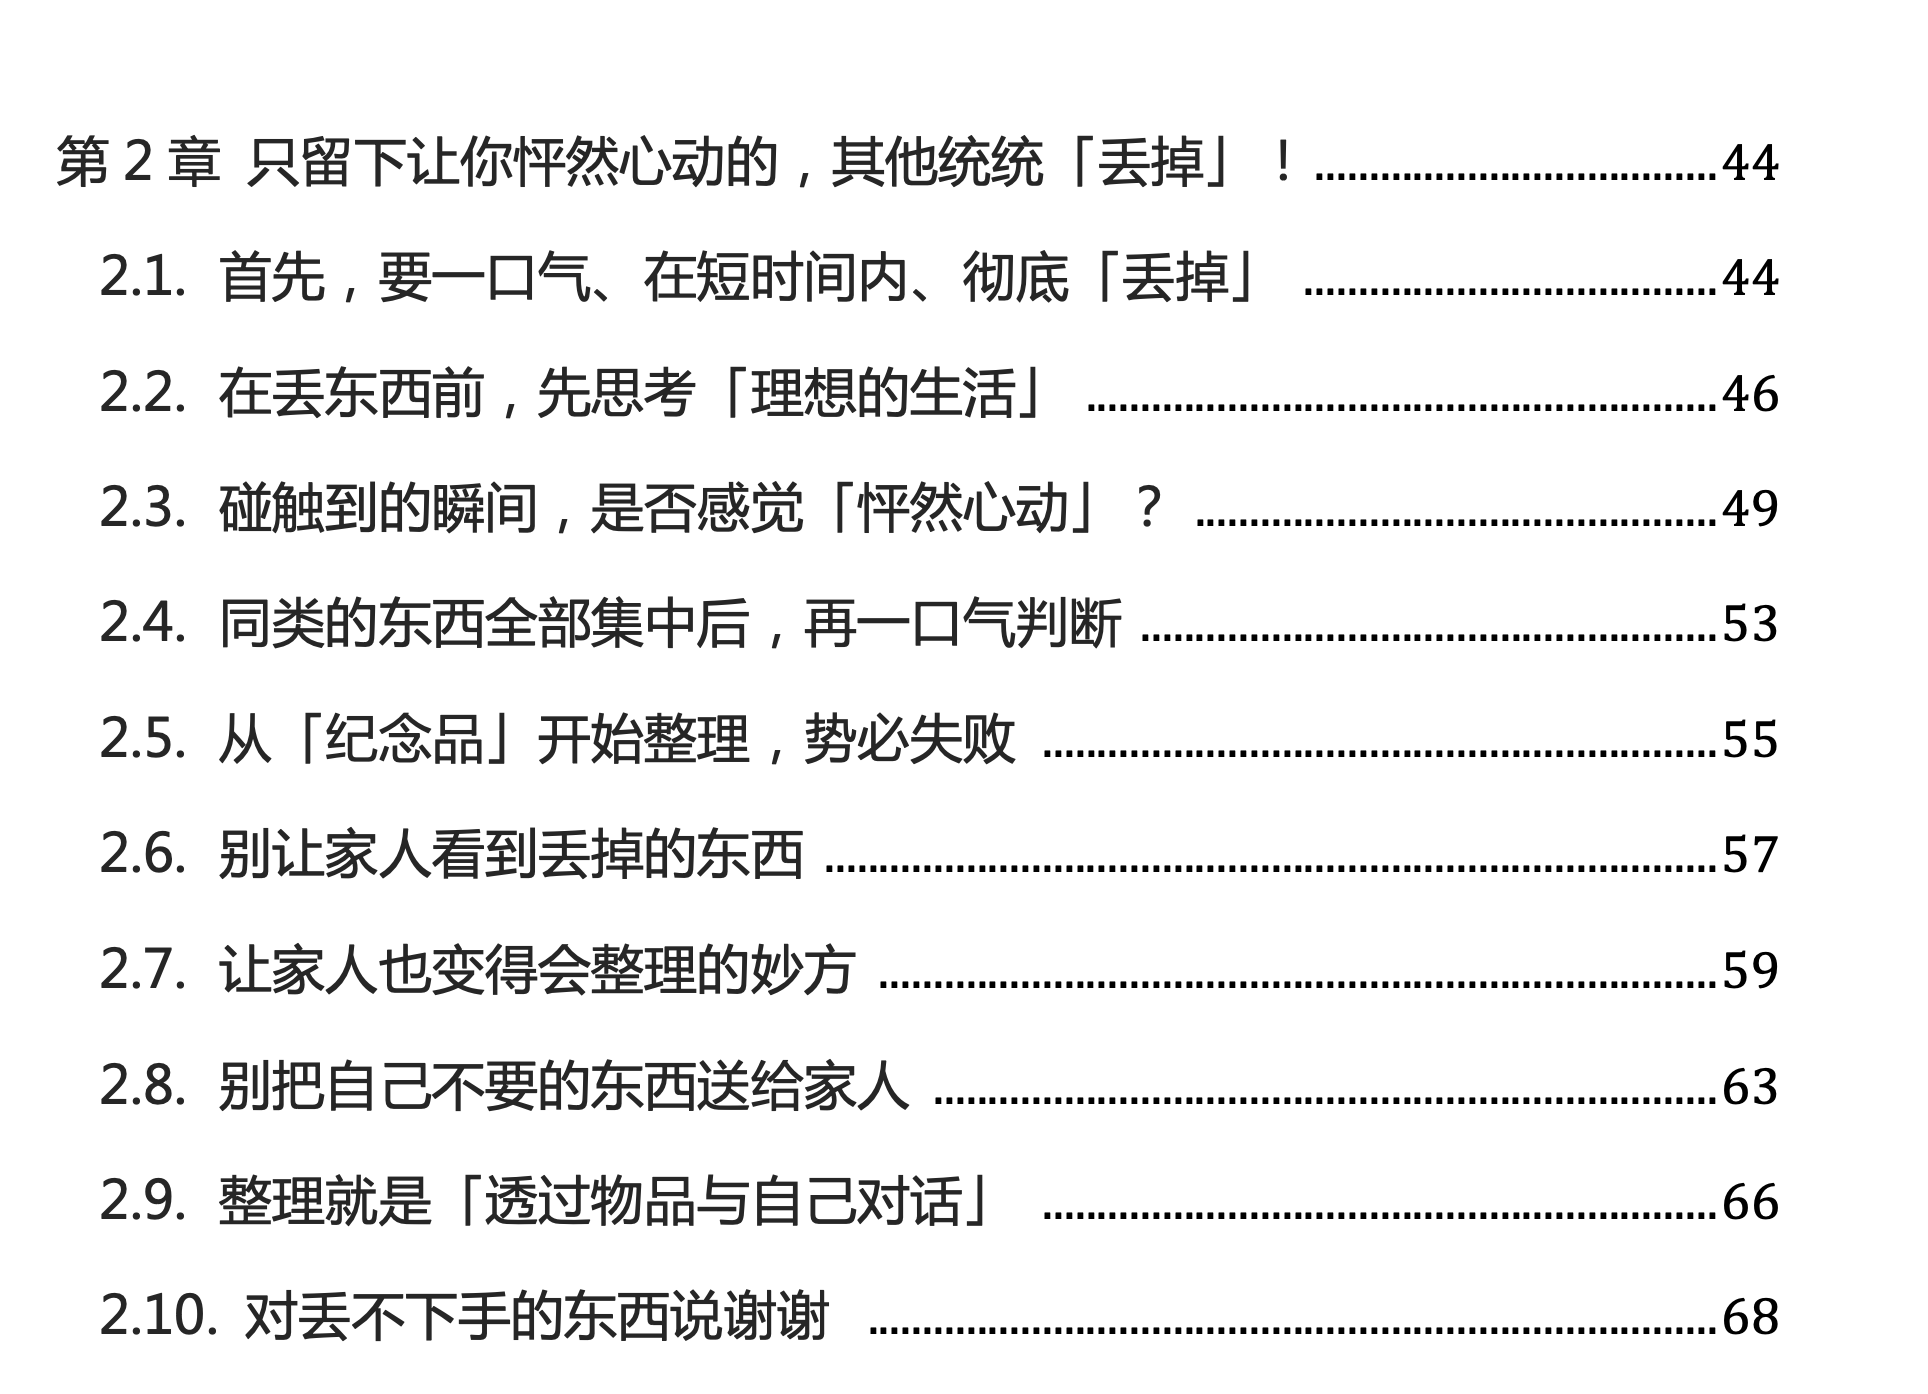 第 2 章 只留下让你怦然心动的，其他统统「丢掉」！................................44
2.1. 首先，要一口气、在短时间内、彻底「丢掉」................................44
2.2. 在丢东西前，先思考「理想的生活」................................46
2.3. 碰触到的瞬间，是否感觉「怦然心动」？................................49
2.4. 同类的东西全部集中后，再一口气判断................................53
2.5. 从「纪念品」开始整理，势必失败................................55
2.6. 别让家人看到丢掉的东西................................57
2.7. 让家人也变得会整理的妙方................................59
2.8. 别把自己不要的东西送给家人................................63
2.9. 整理就是「透过物品与自己对话」................................66
2.10. 对丢不下手的东西说谢谢................................68